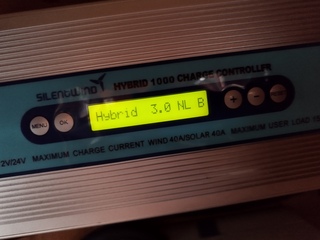 SILENTWIND HYBRID 1000 CHARGE CONTROLLER
MENU OK Hybrid 3.0 NL B + -
2V/24V MAXIMUM CHARGE CURRENT WIND 40A/SOLAR 40A MAXIMUM USER LOAD